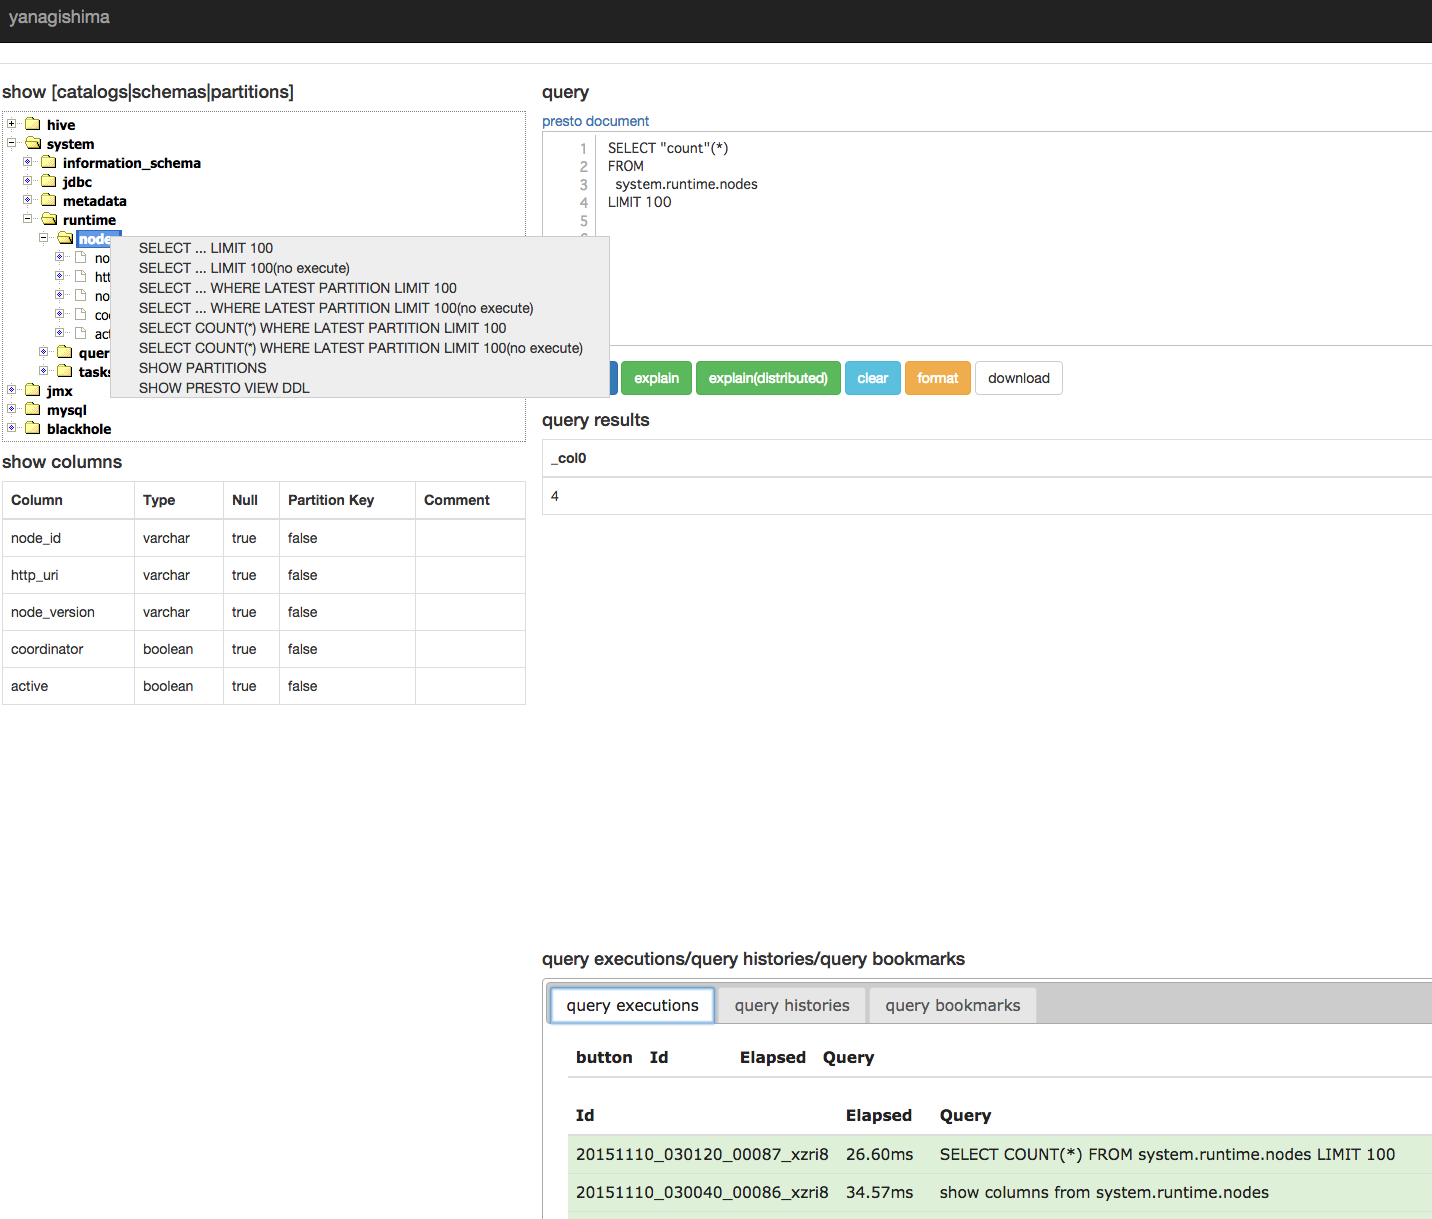 yanagishima
show [catalogs|schemas|partitions]
hive
system
information_schema
jdbc
metadata
runtime
node
no
htt
no
coo
act
quer
tasks
jmx
mysql
blackhole
SELECT ... LIMIT 100
SELECT ... LIMIT 100(no execute)
SELECT ... WHERE LATEST PARTITION LIMIT 100
SELECT ... WHERE LATEST PARTITION LIMIT 100(no execute)
SELECT COUNT(*) WHERE LATEST PARTITION LIMIT 100
SELECT COUNT(*) WHERE LATEST PARTITION LIMIT 100(no execute)
SHOW PARTITIONS
SHOW PRESTO VIEW DDL
show columns
Column Type Null Partition Key Comment
node_id varchar true false
http_uri varchar true false
node_version varchar true false
coordinator boolean true false
active boolean true false
query
presto document
1 SELECT "count"(*)
2 FROM
3 system.runtime.nodes
4 LIMIT 100
5
explain explain(distributed) clear format download
query results
_col0
4
query executions/query histories/query bookmarks
query executions query histories query bookmarks
button Id Elapsed Query
Id Elapsed Query
20151110_030120_00087_xzri8 26.60ms SELECT COUNT(*) FROM system.runtime.nodes LIMIT 100
20151110_030040_00086_xzri8 34.57ms show columns from system.runtime.nodes